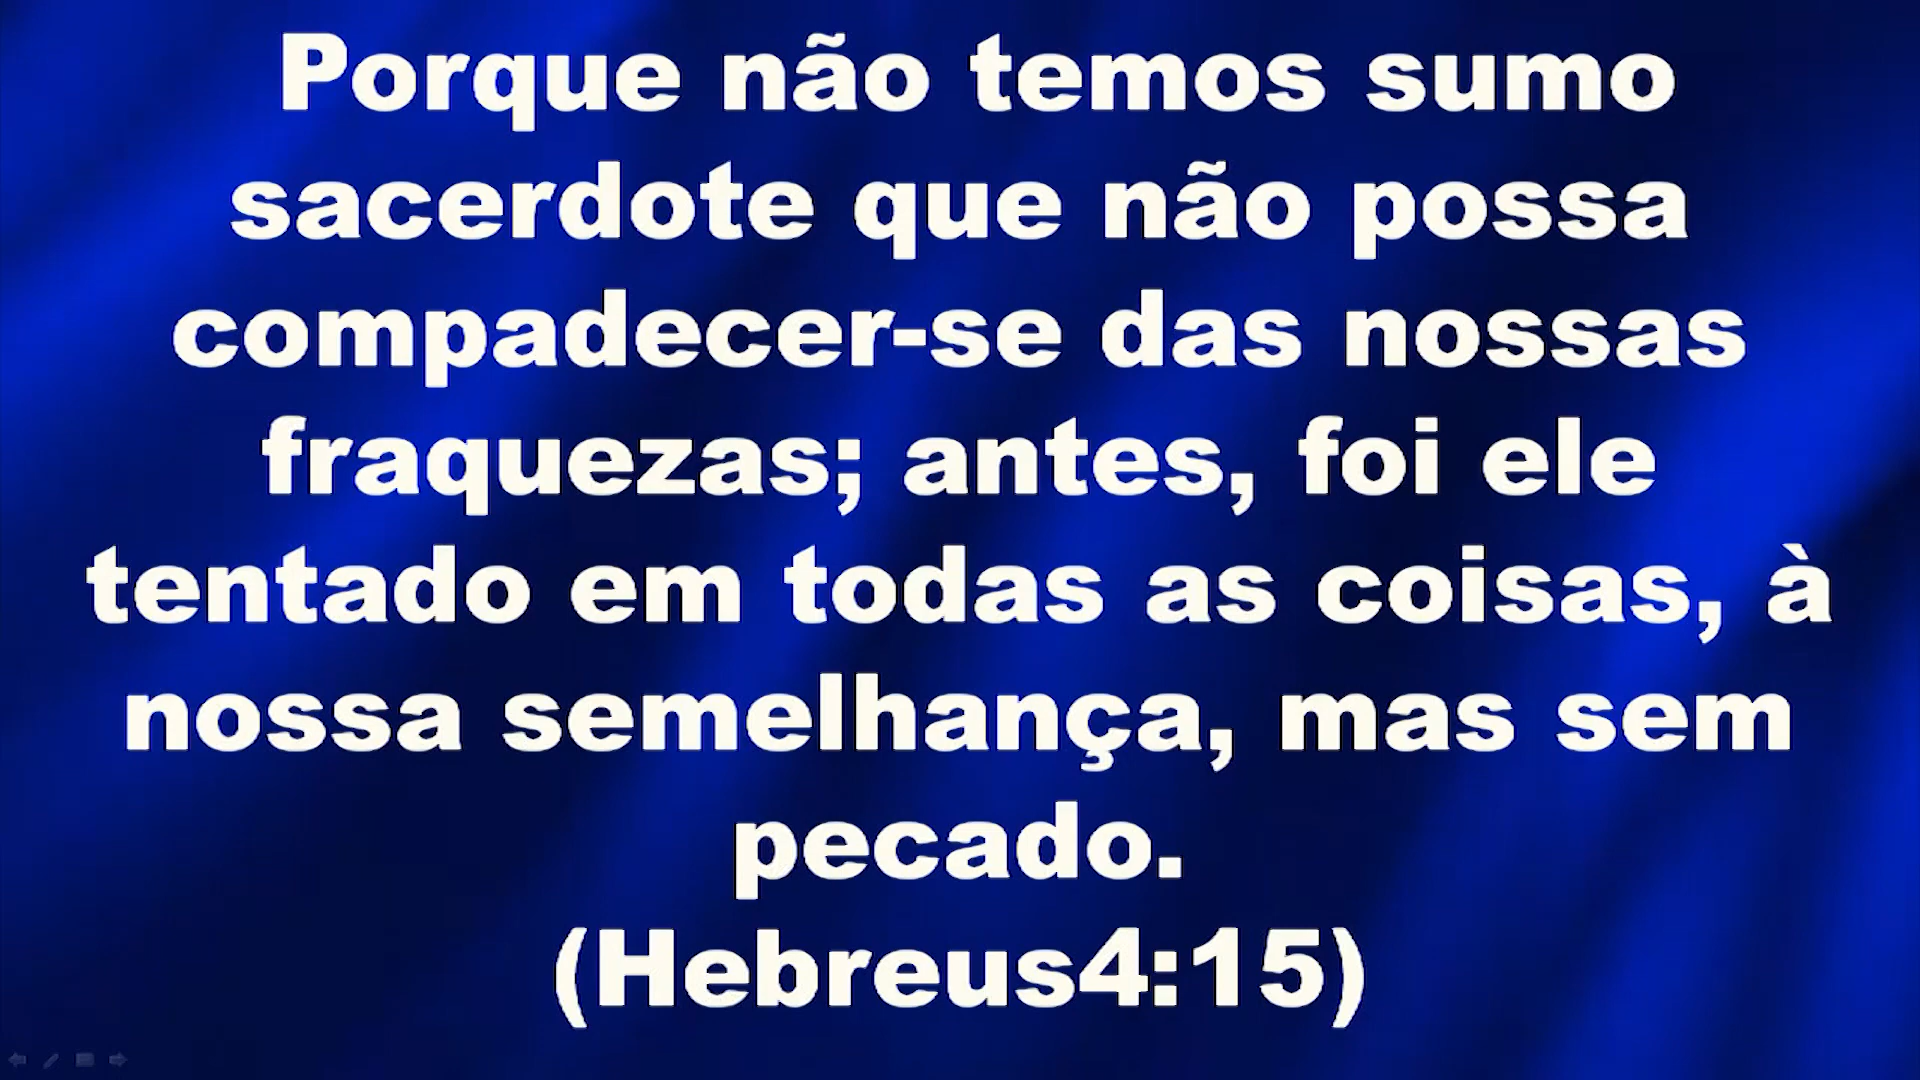 Porque não temos sumo
sacerdote que não possa
compadecer-se das nossas
fraquezas; antes, foi ele
tentado em todas as coisas, à
nossa semelhança, mas sem
pecado.
(Hebreus4:15)